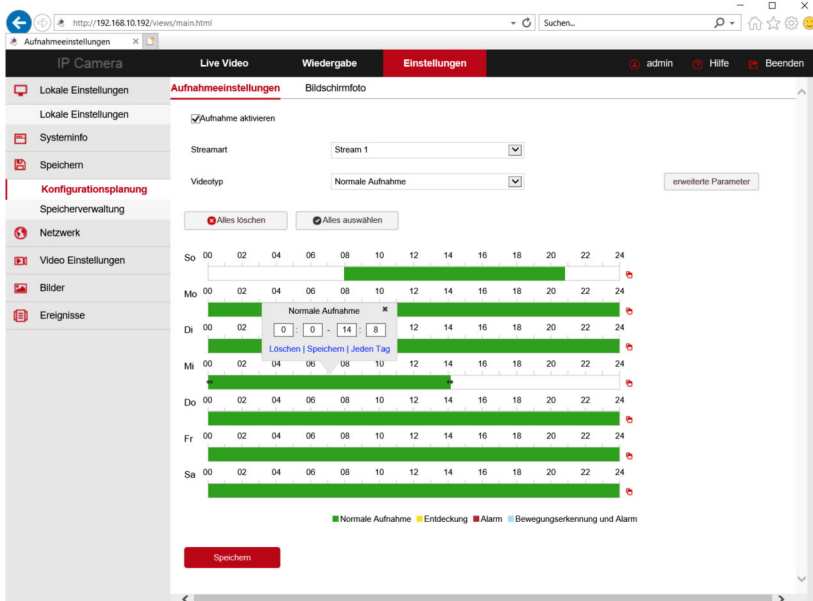 http://192.168.10.192/views/main.html
Suchen...
Aufnahmeeinstellungen
IP Camera
Live Video
Wiedergabe
Einstellungen
admin
Hilfe
Beenden
Lokale Einstellungen
Lokale Einstellungen
Systeminfo
Speichern
Konfigurationsplanung
Speicherverwaltung
Netzwerk
Video Einstellungen
Bilder
Ereignisse
Aufnahmeeinstellungen
Bildschirmfoto
Aufnahme aktivieren
Streamart
Stream 1
Videotyp
Normale Aufnahme
erweiterte Parameter
Alles löschen
Alles auswählen
So 00 02 04 06 08 10 12 14 16 18 20 22 24
Mo 00 02 04 06 08 10 12 14 16 18 20 22 24
Normale Aufnahme
0 : 0 - 14 : 8
Löschen | Speichern | Jeden Tag
Di 00 02 12 14 16 18 20 22 24
Mi 00 02 04 06 08 10 12 14 16 18 20 22 24
Do 00 02 04 06 08 10 12 14 16 18 20 22 24
Fr 00 02 04 06 08 10 12 14 16 18 20 22 24
Sa 00 02 04 06 08 10 12 14 16 18 20 22 24
Normale Aufnahme Entdeckung Alarm Bewegungserkennung und Alarm
Speichern